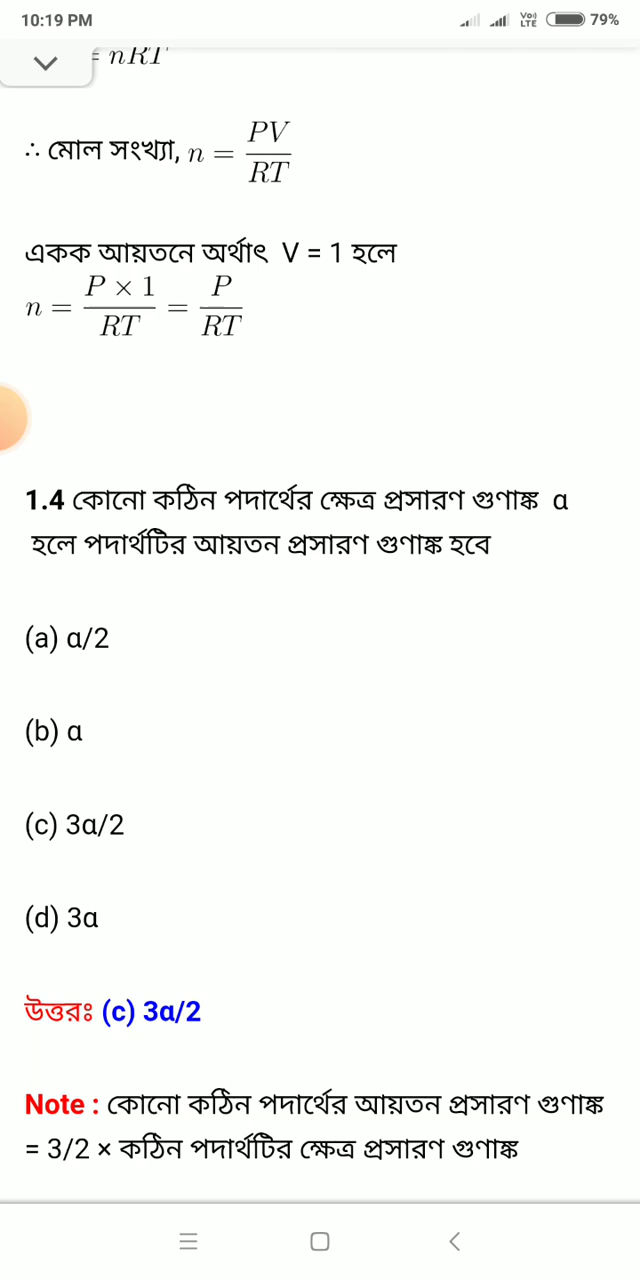 10:19 PM
Vo) LTE
79%
= nRT
∴ মোল সংখ্যা, n = PV/RT
একক আয়তনে অর্থাৎ V = 1 হলে
n = P × 1/RT = P/RT
1.4 কোনো কঠিন পদার্থের ক্ষেত্র প্রসারণ গুণাঙ্ক α
হলে পদার্থটির আয়তন প্রসারণ গুণাঙ্ক হবে
(a) α/2
(b) α
(c) 3α/2
(d) 3α
উত্তরঃ (c) 3α/2
Note : কোনো কঠিন পদার্থের আয়তন প্রসারণ গুণাঙ্ক
= 3/2 × কঠিন পদার্থটির ক্ষেত্র প্রসারণ গুণাঙ্ক